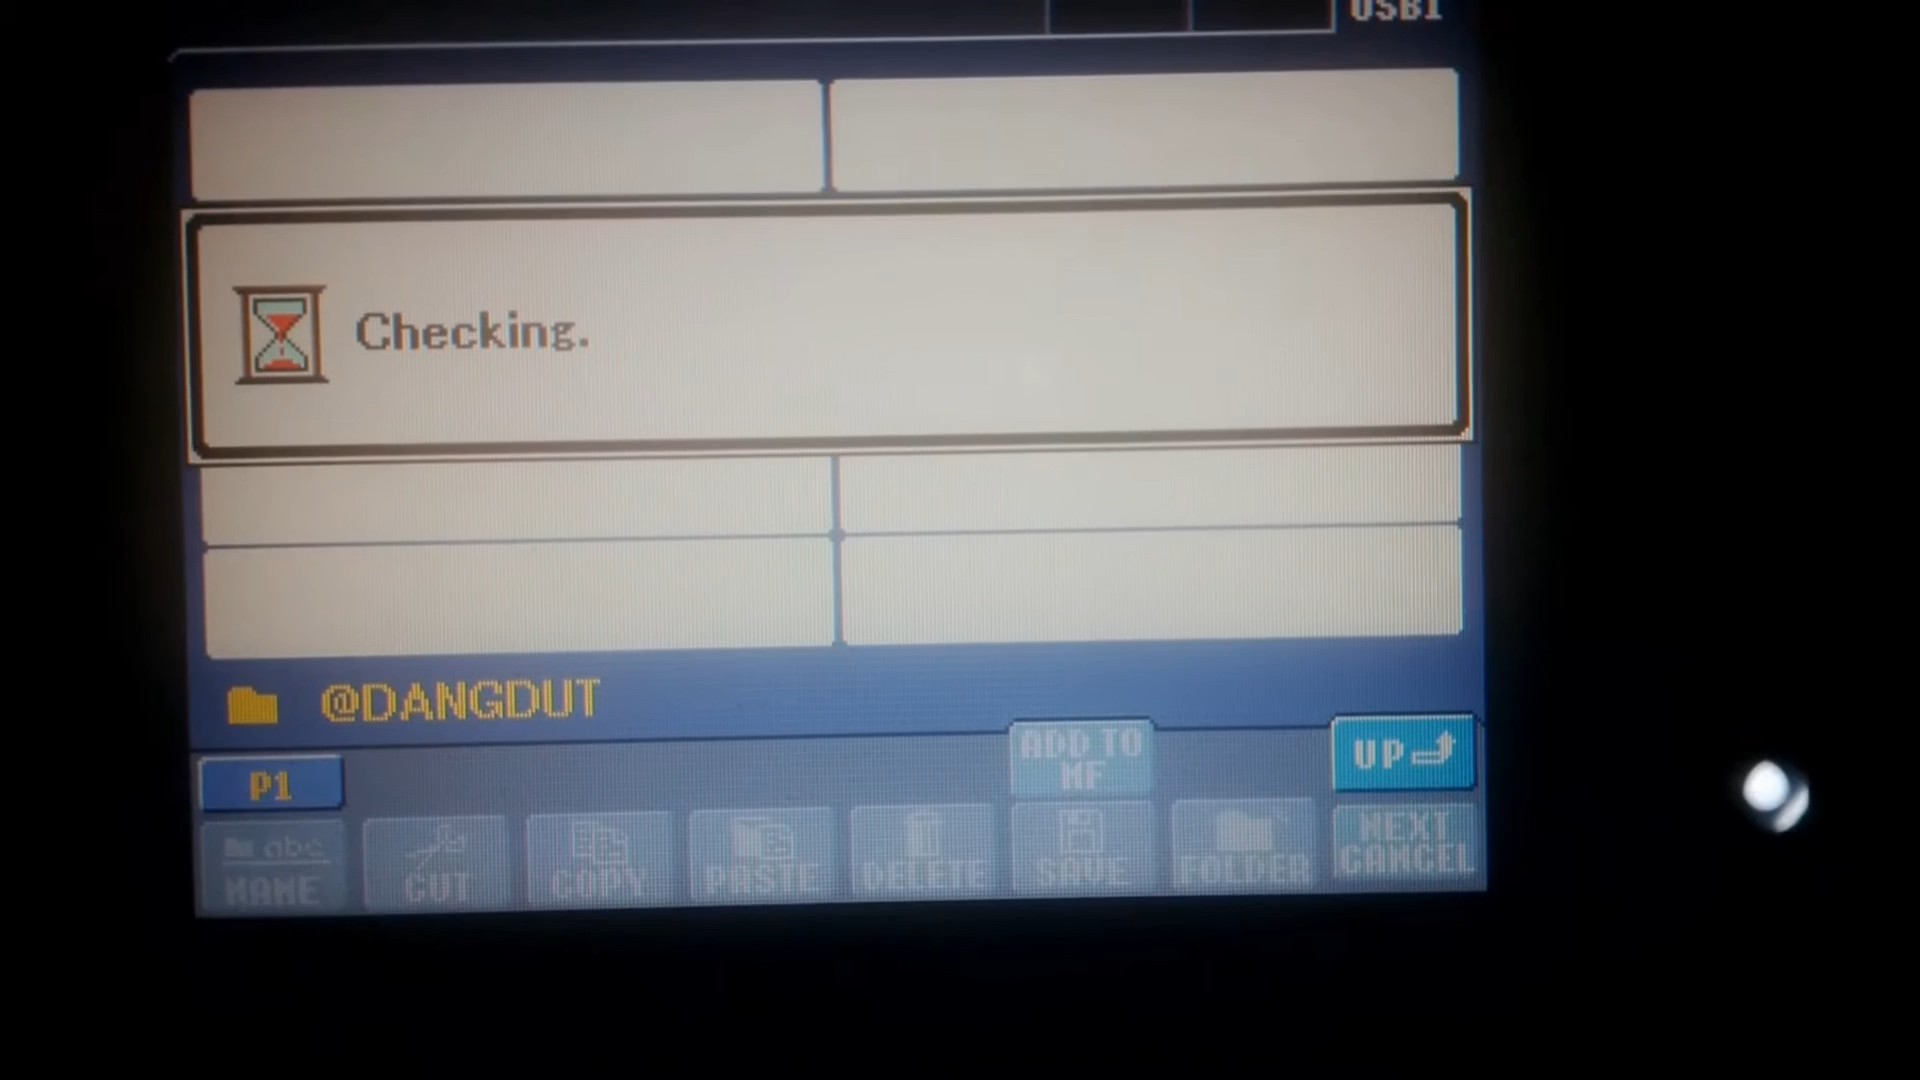 USB1
Checking.
@DANGDUT
P1
ADD TO
MF
UP
abc
NAME
CUT
COPY
PASTE
DELETE
SAVE
FOLDER
NEXT
CANCEL